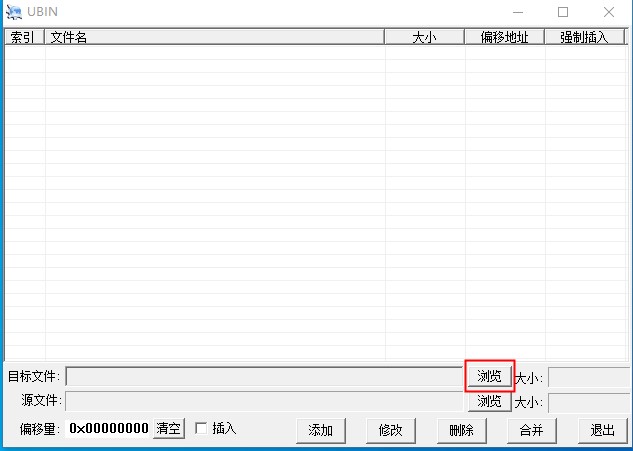 UBIN
索引 文件名 大小 偏移地址 强制插入
目标文件: 浏览 大小:
源文件: 浏览 大小:
偏移量: 0x00000000 清空 插入 添加 修改 删除 合并 退出